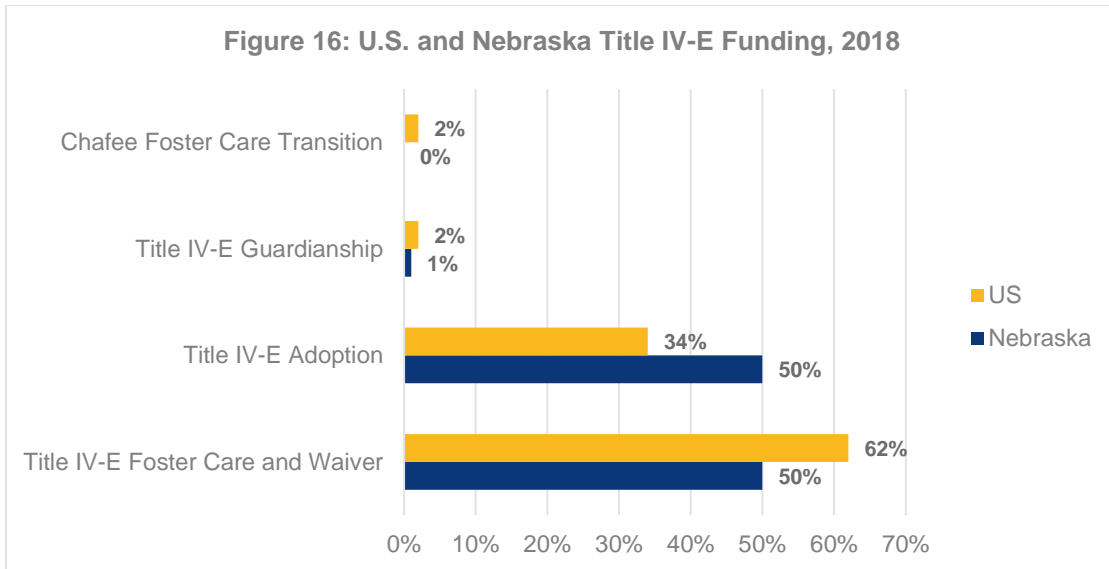 Figure 16: U.S. and Nebraska Title IV-E Funding, 2018
Chafee Foster Care Transition
2%
0%
Title IV-E Guardianship
2%
1%
Title IV-E Adoption
34%
50%
Title IV-E Foster Care and Waiver
62%
50%
US
Nebraska
0% 10% 20% 30% 40% 50% 60% 70%